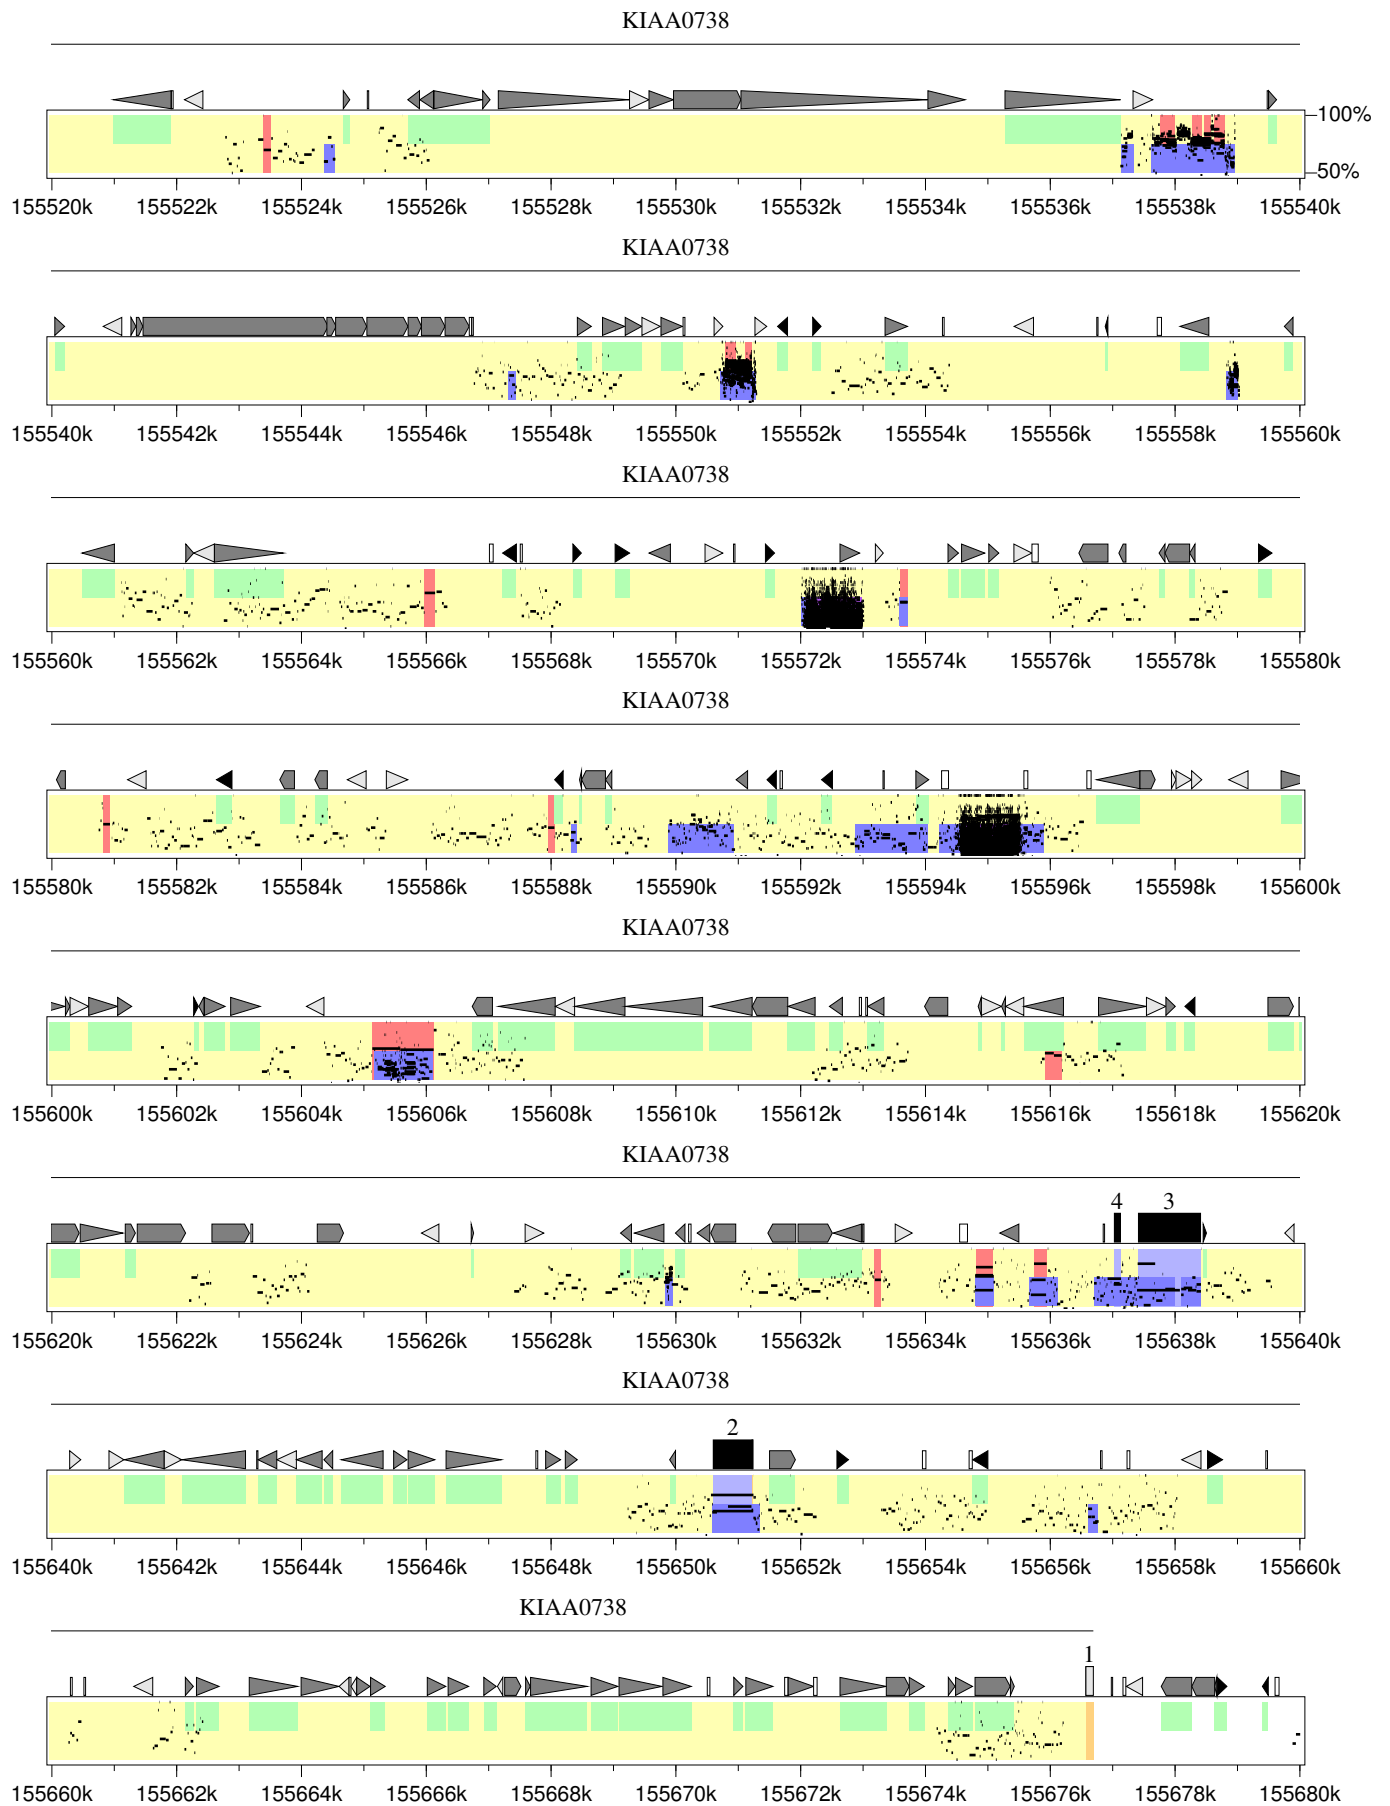 KIAA0738
100%
50%
155520k 155522k 155524k 155526k 155528k 155530k 155532k 155534k 155536k 155538k 155540k
KIAA0738
155540k 155542k 155544k 155546k 155548k 155550k 155552k 155554k 155556k 155558k 155560k
KIAA0738
155560k 155562k 155564k 155566k 155568k 155570k 155572k 155574k 155576k 155578k 155580k
KIAA0738
155580k 155582k 155584k 155586k 155588k 155590k 155592k 155594k 155596k 155598k 155600k
KIAA0738
155600k 155602k 155604k 155606k 155608k 155610k 155612k 155614k 155616k 155618k 155620k
KIAA0738
4 3
155620k 155622k 155624k 155626k 155628k 155630k 155632k 155634k 155636k 155638k 155640k
KIAA0738
2
155640k 155642k 155644k 155646k 155648k 155650k 155652k 155654k 155656k 155658k 155660k
KIAA0738
1
155660k 155662k 155664k 155666k 155668k 155670k 155672k 155674k 155676k 155678k 155680k